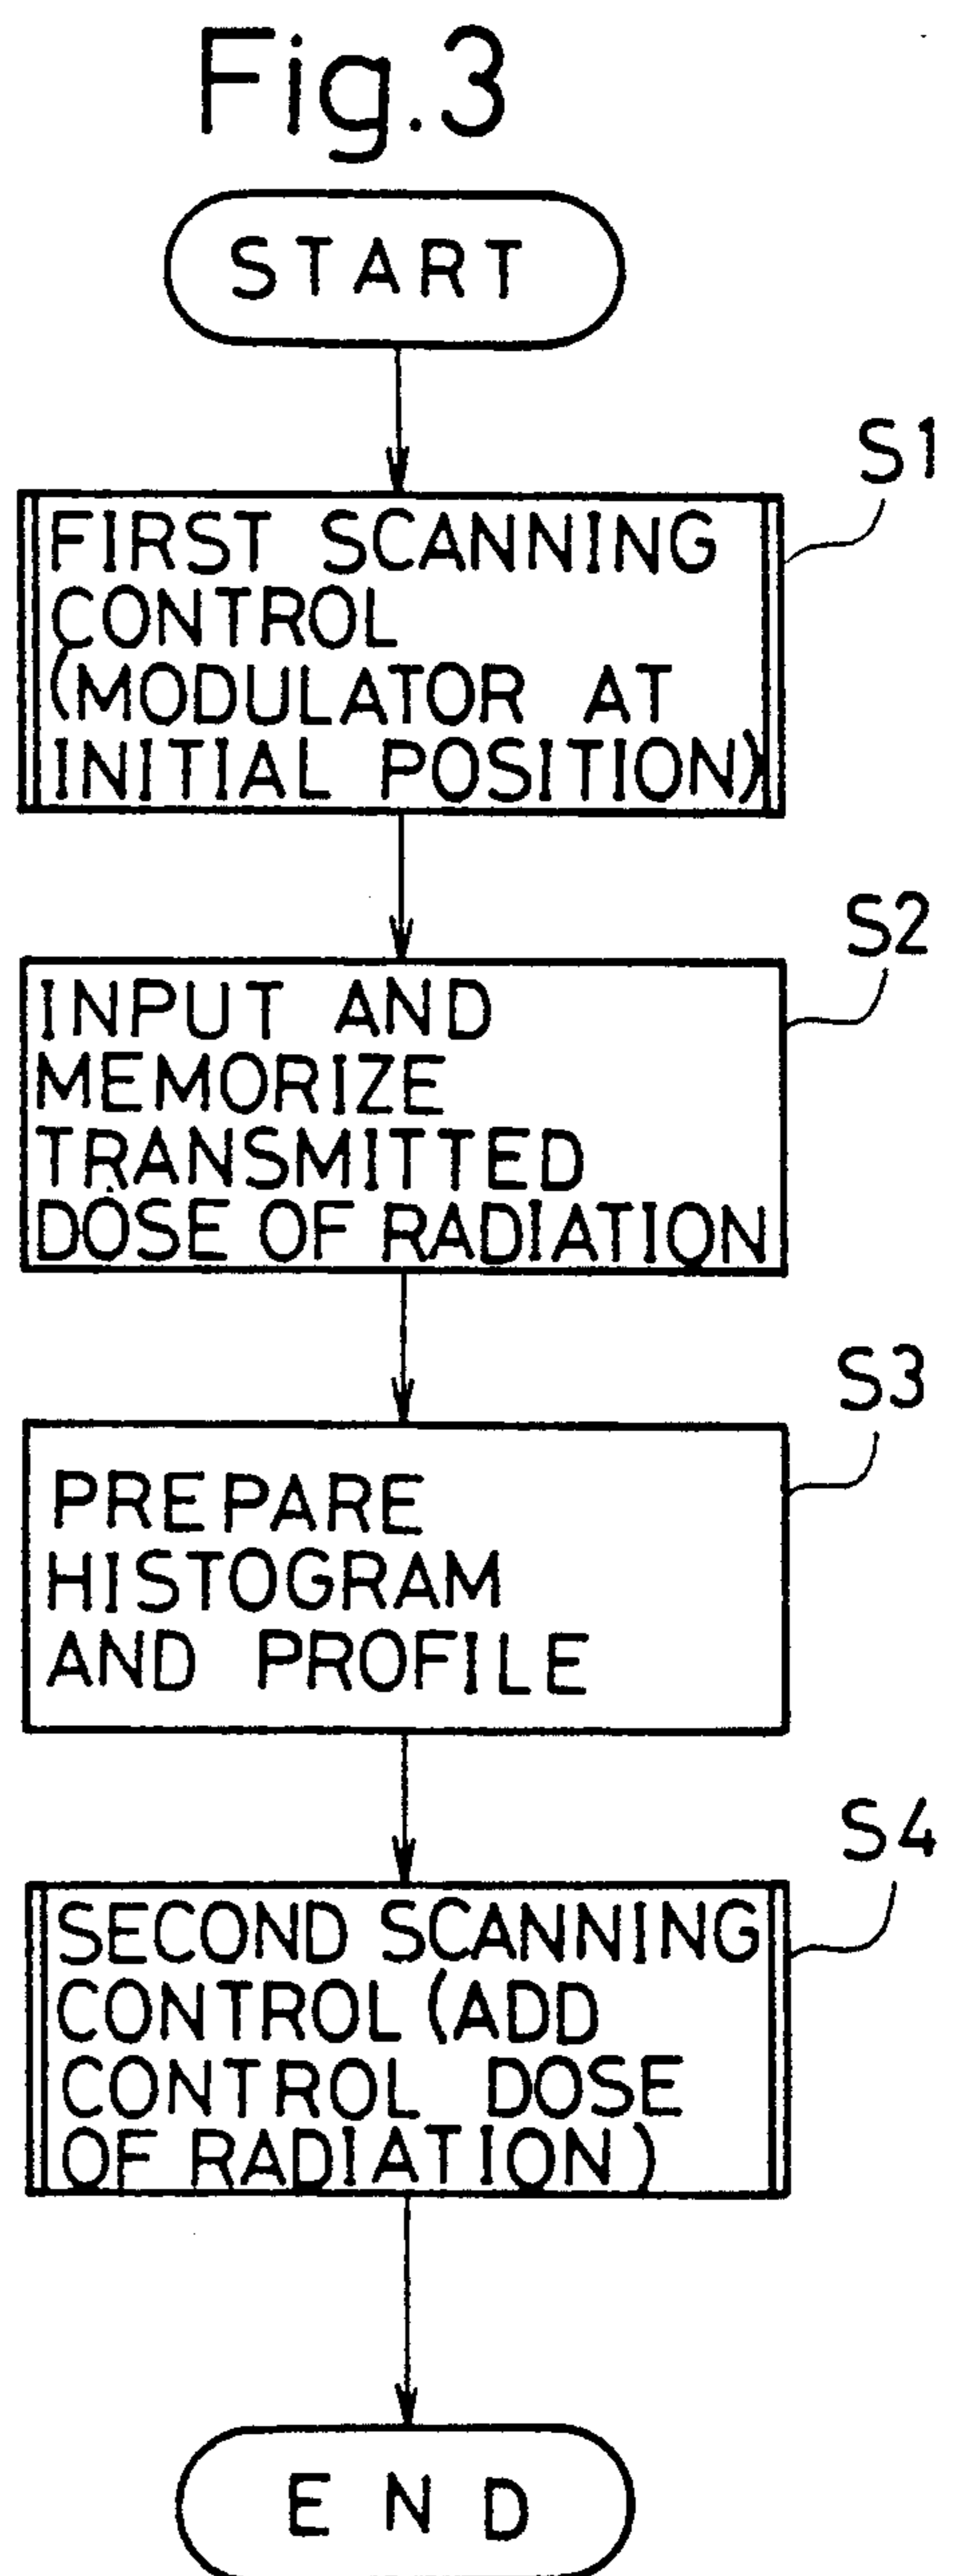 Fig.3
START
S1
FIRST SCANNING
CONTROL
(MODULATOR AT
INITIAL POSITION)
S2
INPUT AND
MEMORIZE
TRANSMITTED
DOSE OF RADIATION
S3
PREPARE
HISTOGRAM
AND PROFILE
S4
SECOND SCANNING
CONTROL (ADD
CONTROL DOSE
OF RADIATION)
END